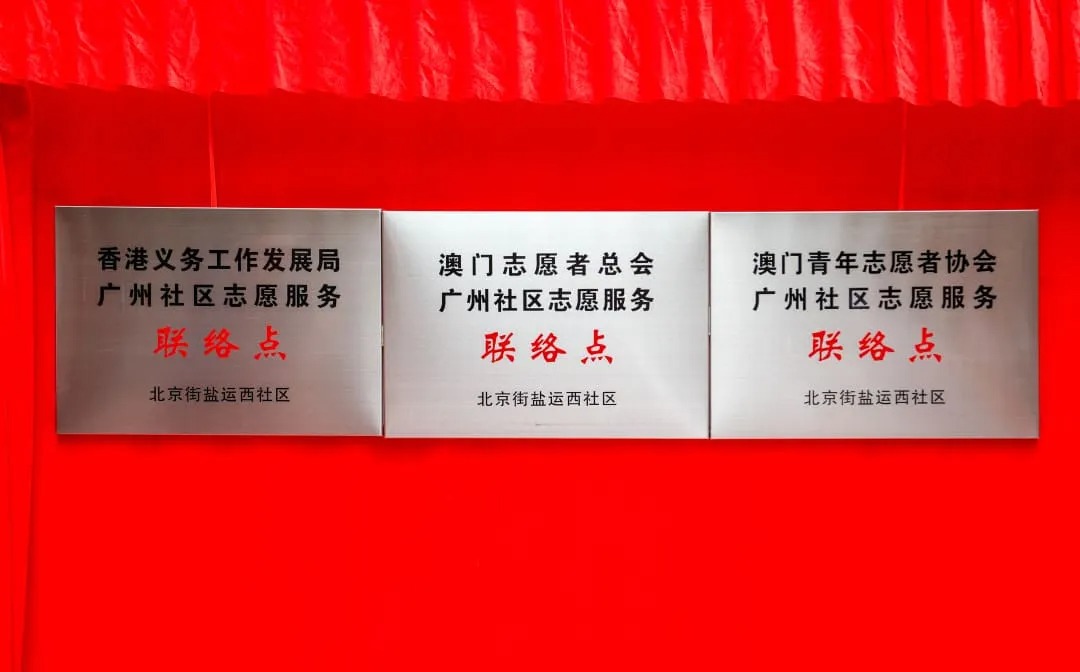 香港义务工作发展局
广州社区志愿服务
联络点
北京街盐运西社区
澳门志愿者总会
广州社区志愿服务
联络点
北京街盐运西社区
澳门青年志愿者协会
广州社区志愿服务
联络点
北京街盐运西社区